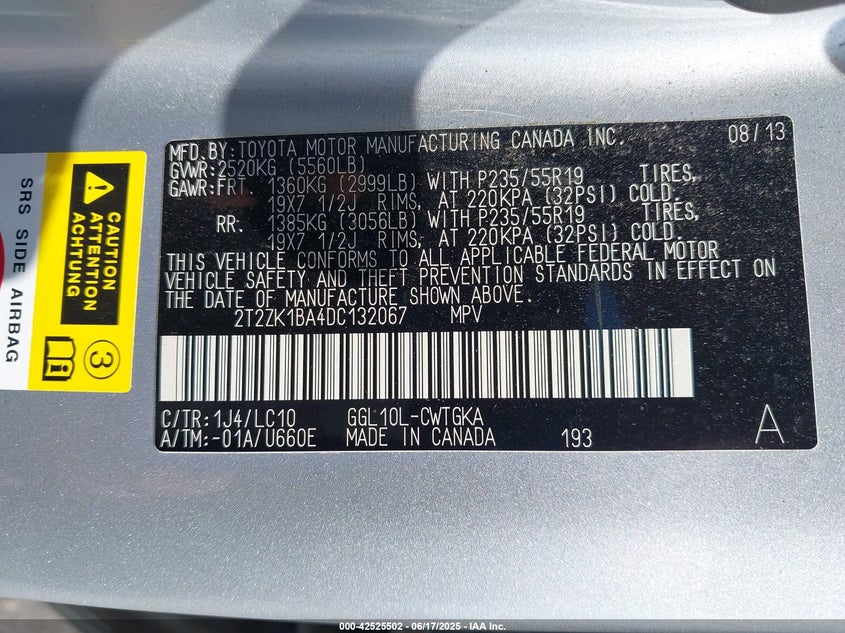 MFD.BY:TOYOTA MOTOR MANUFACTURING CANADA INC. 08/13
GVWR:2520KG (5560LB)
GAWR:FRT. 1360KG (2999LB) WITH P235/55R19 TIRES,
19X7 1/2J RIMS, AT 220KPA (32PSI) COLD.
RR. 1385KG (3056LB) WITH P235/55R19 TIRES,
19X7 1/2J RIMS, AT 220KPA (32PSI) COLD.
THIS VEHICLE CONFORMS TO ALL APPLICABLE FEDERAL MOTOR
VEHICLE SAFETY AND THEFT PREVENTION STANDARDS IN EFFECT ON
THE DATE OF MANUFACTURE SHOWN ABOVE.
2T2ZK1BA4DC132067 MPV
C/TR:1J4/LC10 GGL10L-CWTGKA
A/TM:-01A/U660E MADE IN CANADA 193 A
SRS SIDE AIRBAG
CAUTION
ATTENTION
ACHTUNG
3
000-42525502 | 06/17/2025 - IAA Inc.